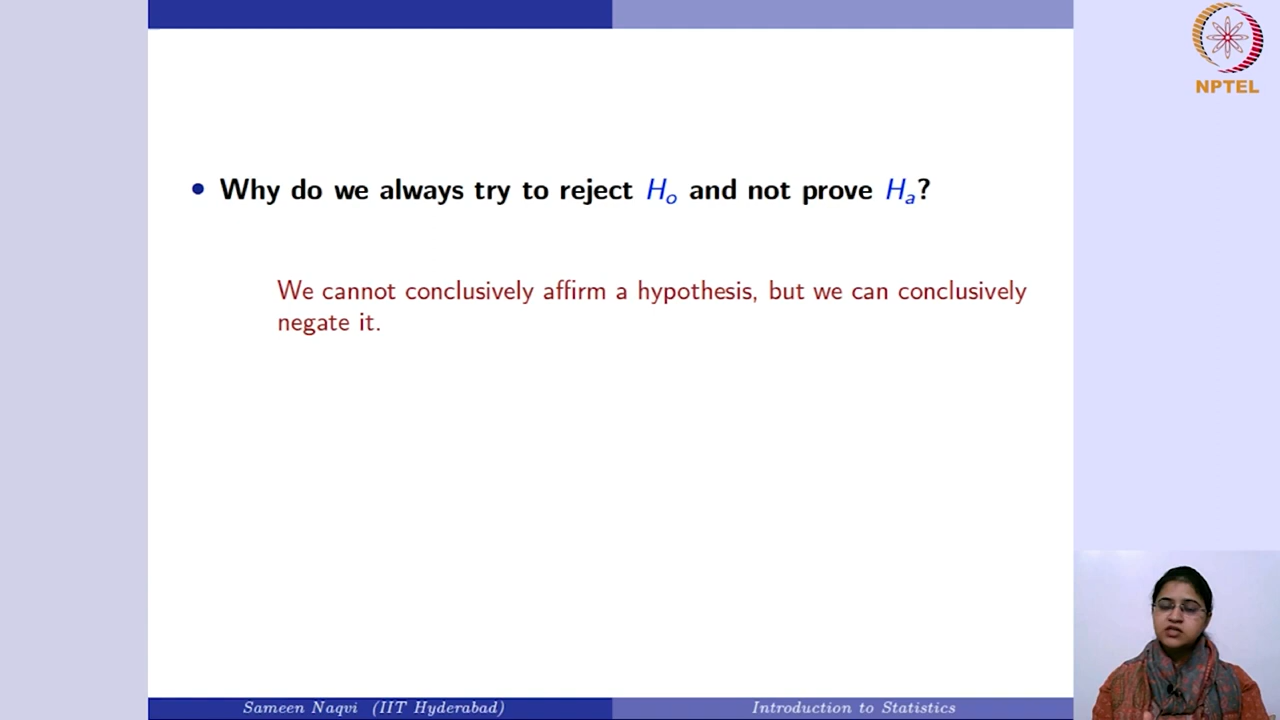 NPTEL
• Why do we always try to reject Hₒ and not prove Hₐ?
We cannot conclusively affirm a hypothesis, but we can conclusively
negate it.
Sameen Naqvi (IIT Hyderabad)
Introduction to Statistics